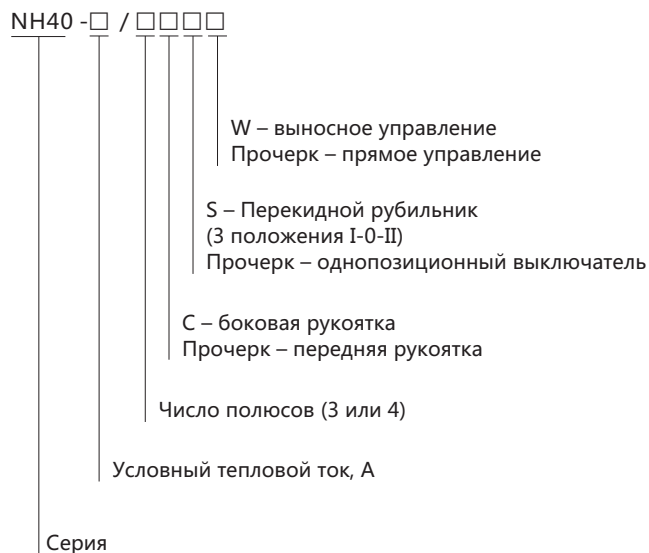 NH40 -□ / □□□□
W – выносное управление
Прочерк – прямое управление
S – Перекидной рубильник
(3 положения I-0-II)
Прочерк – однопозиционный выключатель
C – боковая рукоятка
Прочерк – передняя рукоятка
Число полюсов (3 или 4)
Условный тепловой ток, А
Серия